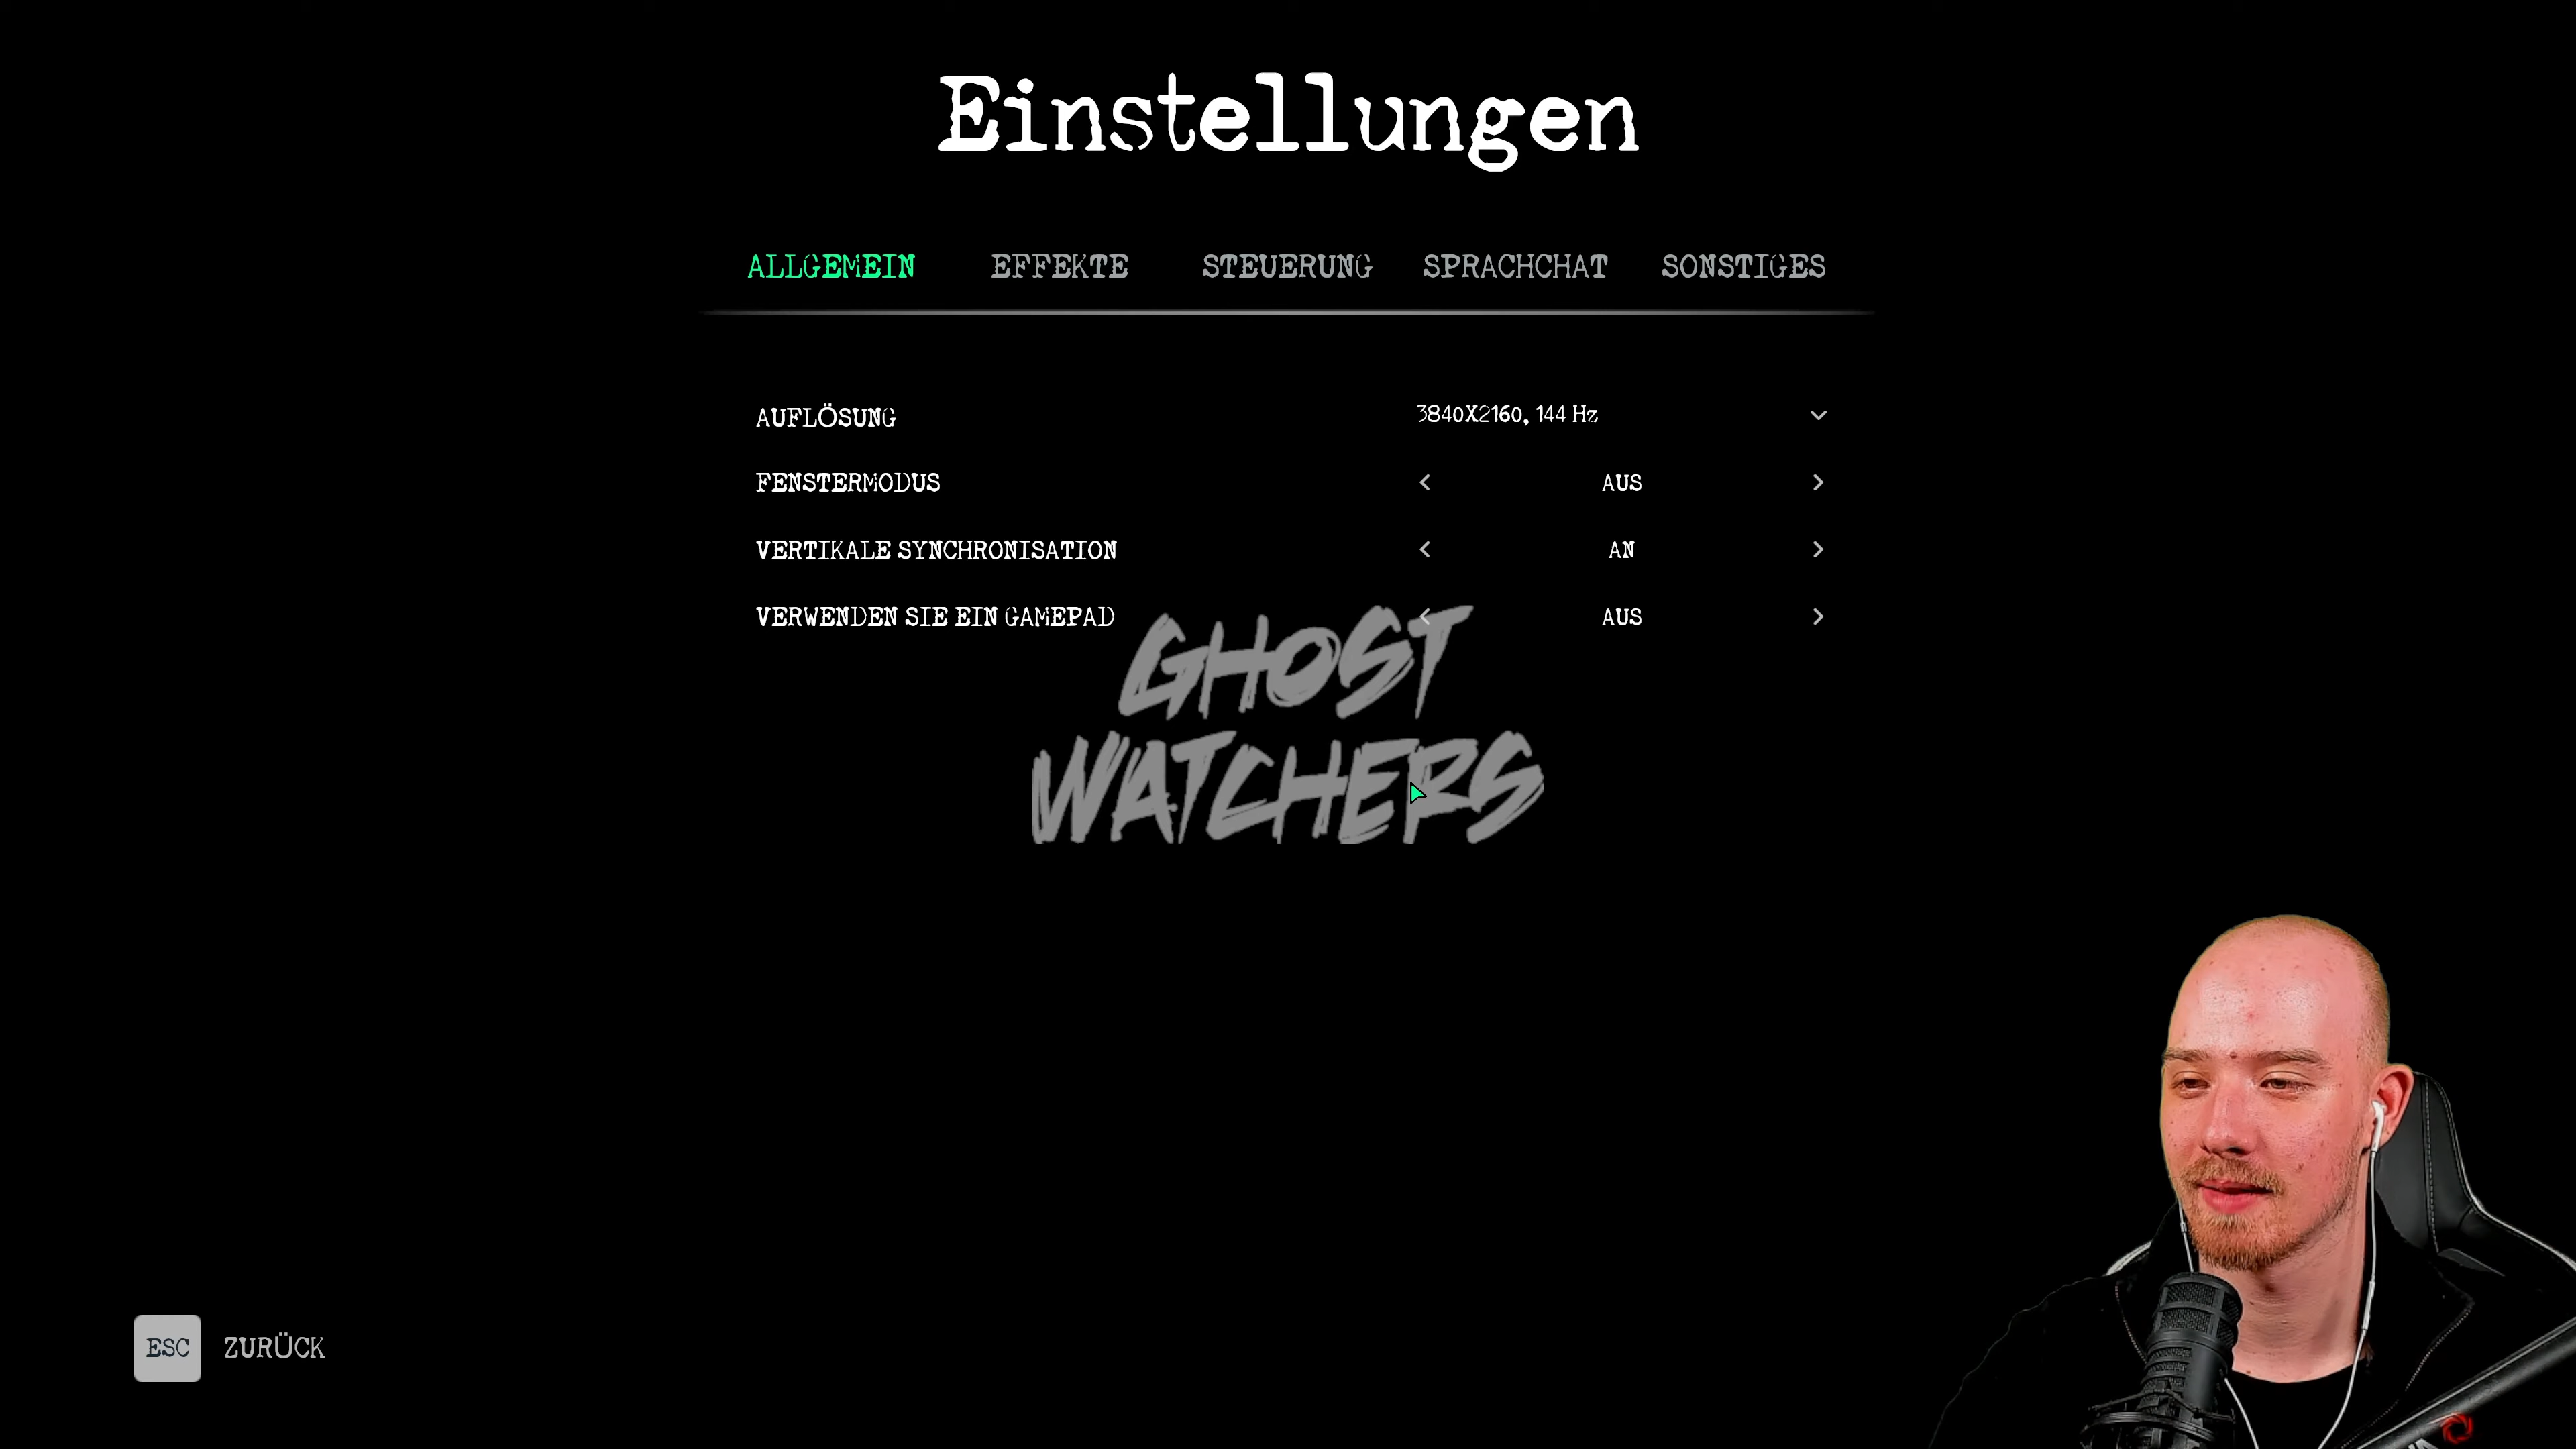 Einstellungen
ALLGEMEIN EFFEKTE STEUERUNG SPRACHCHAT SONSTIGES
AUFLÖSUNG 3840X2160, 144 Hz
FENSTERMODUS AUS
VERTIKALE SYNCHRONISATION AN
VERWENDEN SIE EIN GAMEPAD AUS
GHOST
WATCHERS
ESC ZURÜCK